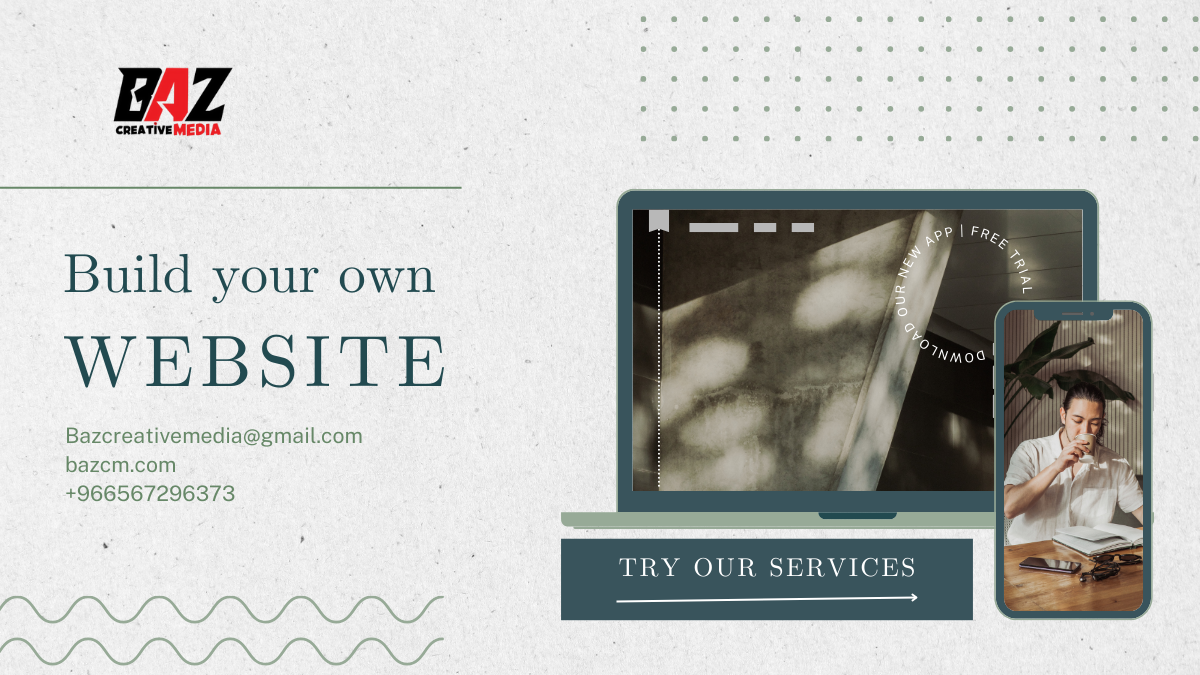 BAZ
CREATIVEMEDIA
Build your own
WEBSITE
Bazcreativemedia@gmail.com
bazcm.com
+966567296373
DOWNLOAD OUR NEW APP | FREE TRIAL
TRY OUR SERVICES